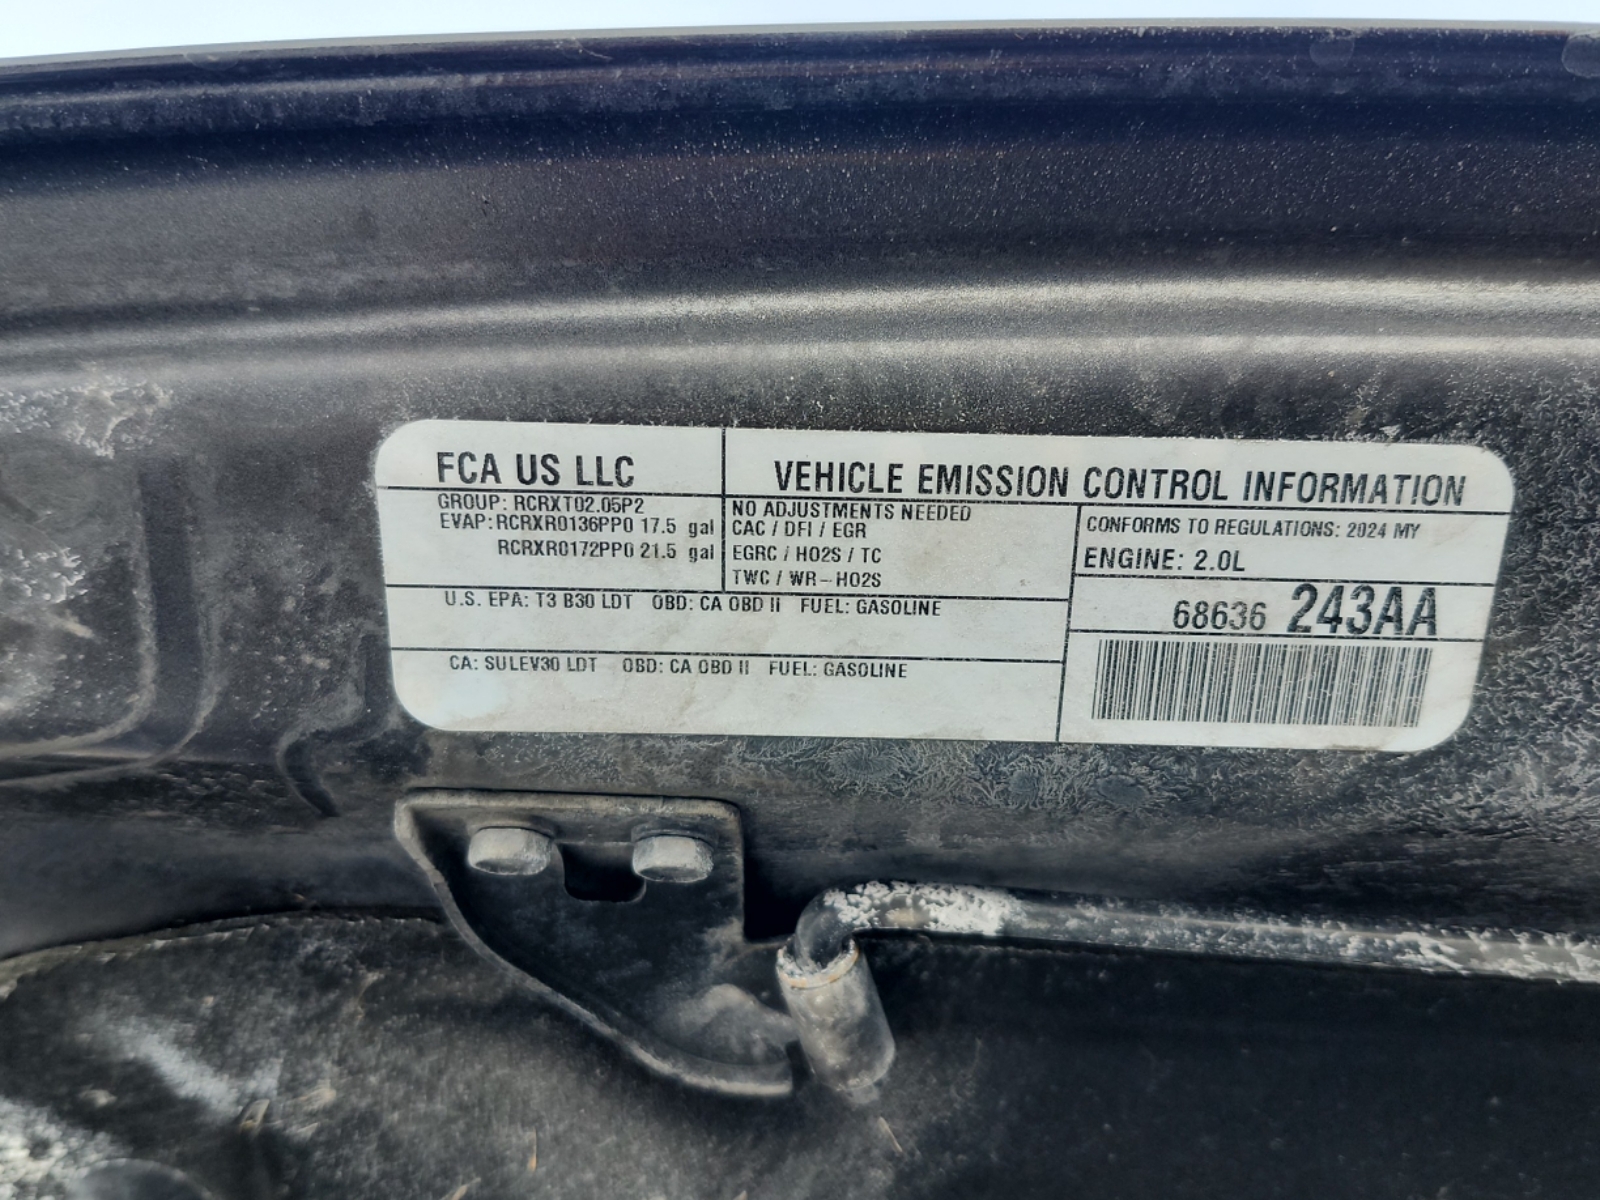 FCA US LLC
VEHICLE EMISSION CONTROL INFORMATION
GROUP: RCRXT02.05P2
EVAP: RCRXR0136PP0 17.5 gal
RCRXR0172PP0 21.5 gal
NO ADJUSTMENTS NEEDED
CAC / DFI / EGR
EGRC / HO2S / TC
TWC / WR-HO2S
CONFORMS TO REGULATIONS: 2024 MY
ENGINE: 2.0L
68636 243AA
U.S. EPA: T3 B30 LDT OBD: CA OBD II FUEL: GASOLINE
CA: SULEV30 LDT OBD: CA OBD II FUEL: GASOLINE